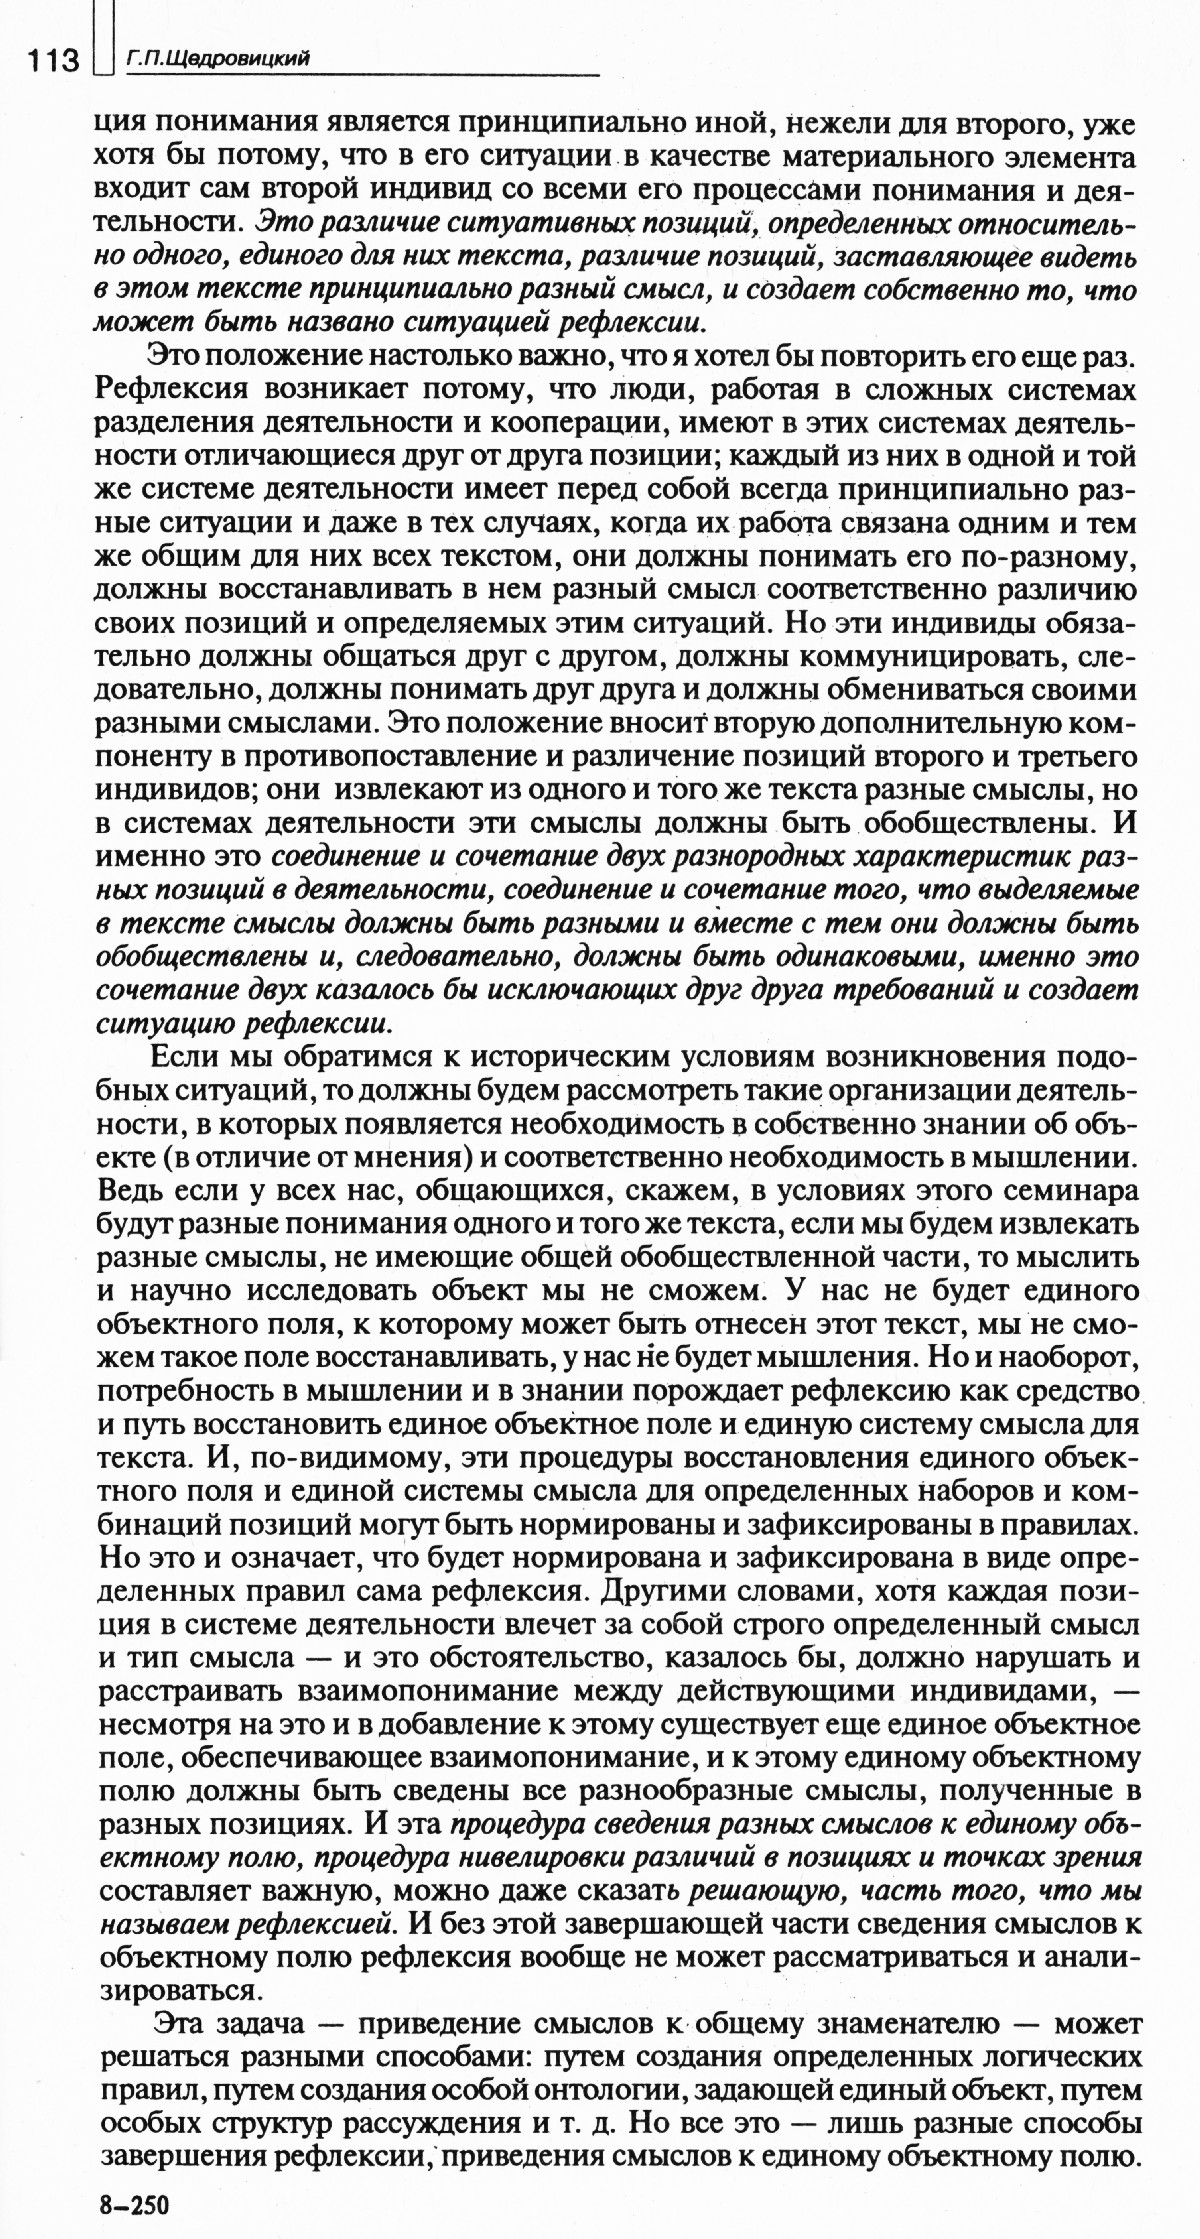 113
Г.П.Щедровицкий
ция понимания является принципиально иной, нежели для второго, уже
хотя бы потому, что в его ситуации в качестве материального элемента
входит сам второй индивид со всеми его процессами понимания и дея-
тельности. Это различие ситуативных позиций, определенных относитель-
но одного, единого для них текста, различие позиций, заставляющее видеть
в этом тексте принципиально разный смысл, и создает собственно то, что
может быть названо ситуацией рефлексии.
Это положение настолько важно, что я хотел бы повторить его еще раз.
Рефлексия возникает потому, что люди, работая в сложных системах
разделения деятельности и кооперации, имеют в этих системах деятель-
ности отличающиеся друг от друга позиции; каждый из них в одной и той
же системе деятельности имеет перед собой всегда принципиально раз-
ные ситуации и даже в тех случаях, когда их работа связана одним и тем
же общим для них всех текстом, они должны понимать его по-разному,
должны восстанавливать в нем разный смысл соответственно различию
своих позиций и определяемых этим ситуаций. Но эти индивиды обяза-
тельно должны общаться друг с другом, должны коммуницировать, сле-
довательно, должны понимать друг друга и должны обмениваться своими
разными смыслами. Это положение вносит вторую дополнительную ком-
поненту в противопоставление и различение позиций второго и третьего
индивидов; они извлекают из одного и того же текста разные смыслы, но
в системах деятельности эти смыслы должны быть обобществлены. И
именно это соединение и сочетание двух разнородных характеристик раз-
ных позиций в деятельности, соединение и сочетание того, что выделяемые
в тексте смыслы должны быть разными и вместе с тем они должны быть
обобществлены и, следовательно, должны быть одинаковыми, именно это
сочетание двух казалось бы исключающих друг друга требований и создает
ситуацию рефлексии.
Если мы обратимся к историческим условиям возникновения подо-
бных ситуаций, то должны будем рассмотреть такие организации деятель-
ности, в которых появляется необходимость в собственно знании об объ-
екте (в отличие от мнения) и соответственно необходимость в мышлении.
Ведь если у всех нас, общающихся, скажем, в условиях этого семинара
будут разные понимания одного и того же текста, если мы будем извлекать
разные смыслы, не имеющие общей обобществленной части, то мыслить
и научно исследовать объект мы не сможем. У нас не будет единого
объектного поля, к которому может быть отнесен этот текст, мы не смо-
жем такое поле восстанавливать, у нас не будет мышления. Но и наоборот,
потребность в мышлении и в знании порождает рефлексию как средство
и путь восстановить единое объектное поле и единую систему смысла для
текста. И, по-видимому, эти процедуры восстановления единого объек-
тного поля и единой системы смысла для определенных наборов и ком-
бинаций позиций могут быть нормированы и зафиксированы в правилах.
Но это и означает, что будет нормирована и зафиксирована в виде опре-
деленных правил сама рефлексия. Другими словами, хотя каждая пози-
ция в системе деятельности влечет за собой строго определенный смысл
и тип смысла — и это обстоятельство, казалось бы, должно нарушать и
расстраивать взаимопонимание между действующими индивидами, —
несмотря на это и в добавление к этому существует еще единое объектное
поле, обеспечивающее взаимопонимание, и к этому единому объектному
полю должны быть сведены все разнообразные смыслы, полученные в
разных позициях. И эта процедура сведения разных смыслов к единому объ-
ектному полю, процедура нивелировки различий в позициях и точках зрения
составляет важную, можно даже сказать решающую, часть того, что мы
называем рефлексией. И без этой завершающей части сведения смыслов к
объектному полю рефлексия вообще не может рассматриваться и анали-
зироваться.
Эта задача — приведение смыслов к общему знаменателю — может
решаться разными способами: путем создания определенных логических
правил, путем создания особой онтологии, задающей единый объект, путем
особых структур рассуждения и т. д. Но все это — лишь разные способы
завершения рефлексии, приведения смыслов к единому объектному полю.
8–250